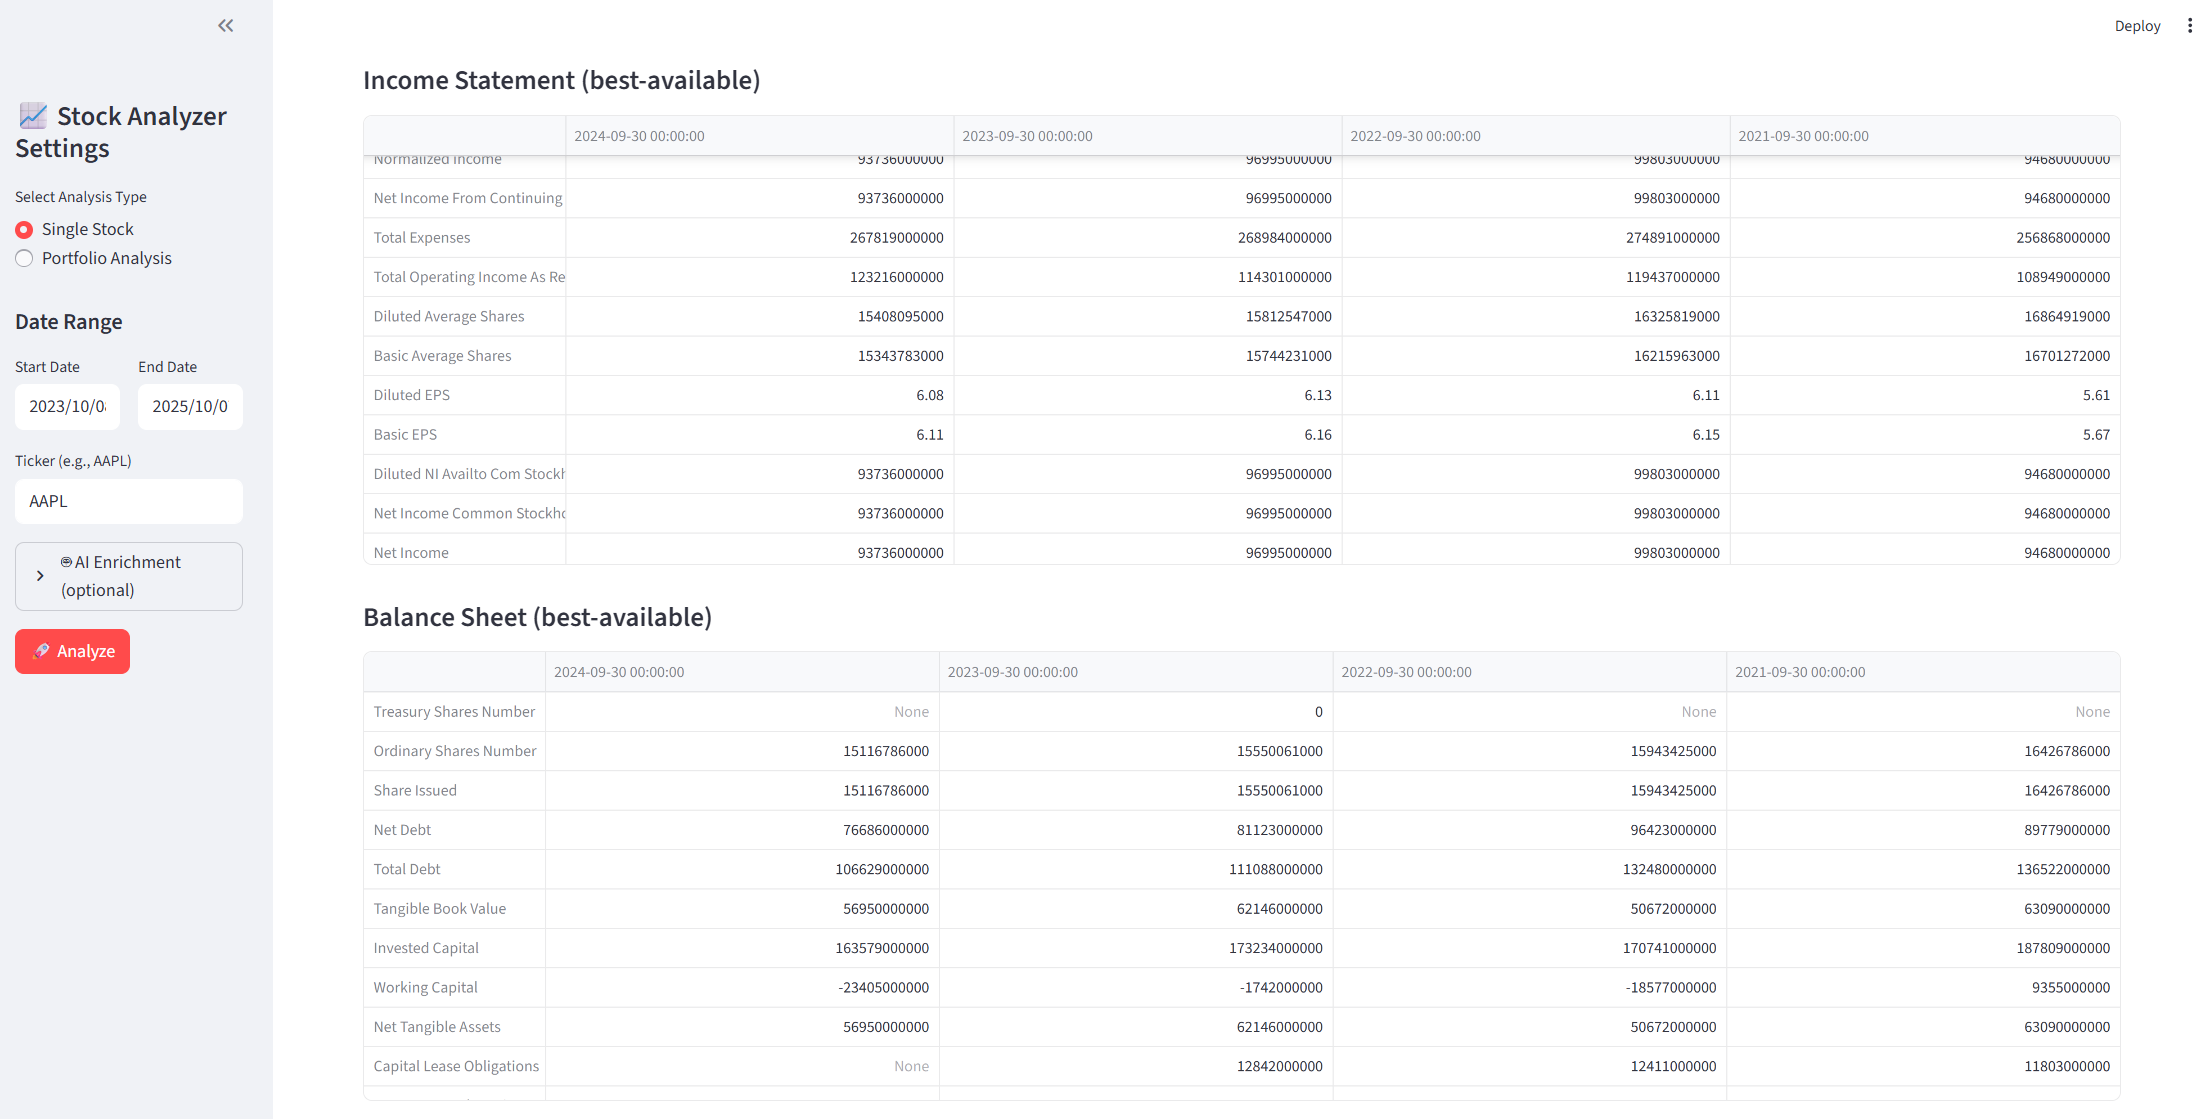 Deploy
📈 Stock Analyzer
Settings
Select Analysis Type
Single Stock
Portfolio Analysis
Date Range
Start Date End Date
2023/10/0 2025/10/0
Ticker (e.g., AAPL)
AAPL
AI Enrichment
(optional)
🚀 Analyze
Income Statement (best-available)
2024-09-30 00:00:00 2023-09-30 00:00:00 2022-09-30 00:00:00 2021-09-30 00:00:00
Normalized Income 93736000000 96995000000 99803000000 94680000000
Net Income From Continuing 93736000000 96995000000 99803000000 94680000000
Total Expenses 267819000000 268984000000 274891000000 256868000000
Total Operating Income As Re 123216000000 114301000000 119437000000 108949000000
Diluted Average Shares 15408095000 15812547000 16325819000 16864919000
Basic Average Shares 15343783000 15744231000 16215963000 16701272000
Diluted EPS 6.08 6.13 6.11 5.61
Basic EPS 6.11 6.16 6.15 5.67
Diluted NI Availto Com Stockh 93736000000 96995000000 99803000000 94680000000
Net Income Common Stockho 93736000000 96995000000 99803000000 94680000000
Net Income 93736000000 96995000000 99803000000 94680000000
Balance Sheet (best-available)
2024-09-30 00:00:00 2023-09-30 00:00:00 2022-09-30 00:00:00 2021-09-30 00:00:00
Treasury Shares Number None 0 None None
Ordinary Shares Number 15116786000 15550061000 15943425000 16426786000
Share Issued 15116786000 15550061000 15943425000 16426786000
Net Debt 76686000000 81123000000 96423000000 89779000000
Total Debt 106629000000 111088000000 132480000000 136522000000
Tangible Book Value 56950000000 62146000000 50672000000 63090000000
Invested Capital 163579000000 173234000000 170741000000 187809000000
Working Capital -23405000000 -1742000000 -18577000000 9355000000
Net Tangible Assets 56950000000 62146000000 50672000000 63090000000
Capital Lease Obligations None 12842000000 12411000000 11803000000